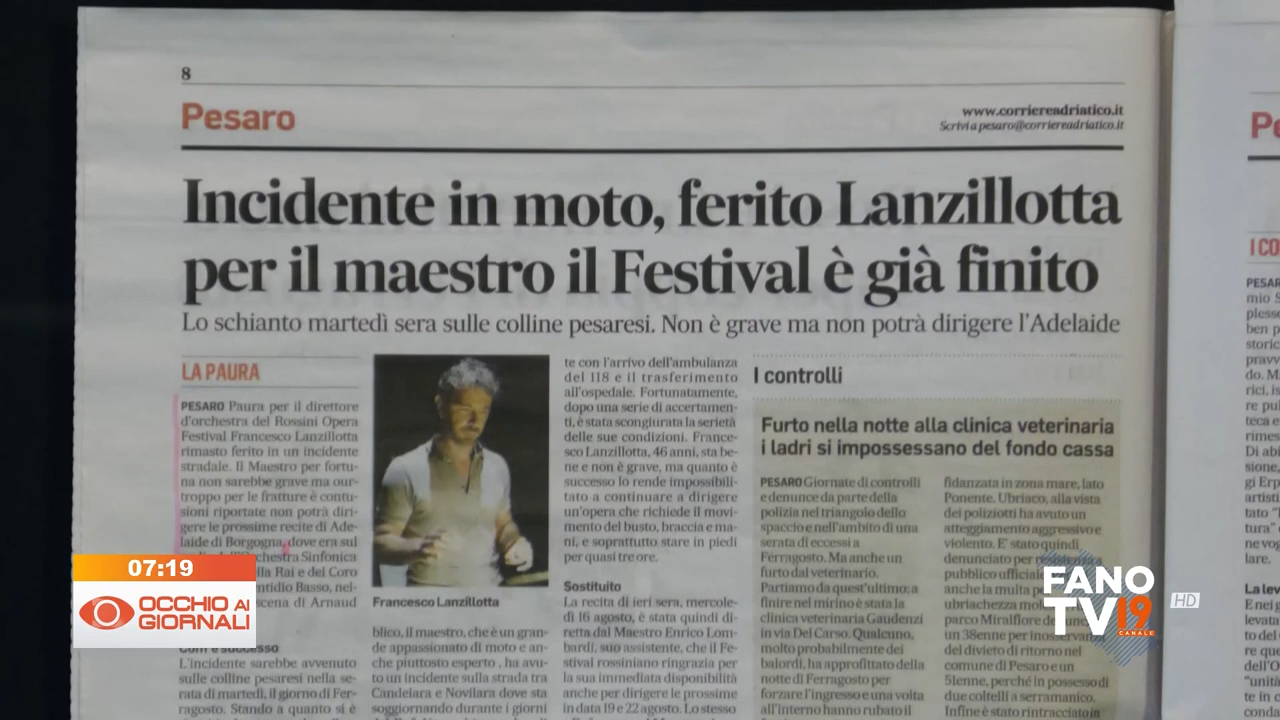 8
Pesaro
www.corriereadriatico.it
Scrivi a pesaro@corriereadriatico.it
Incidente in moto, ferito Lanzillotta
per il maestro il Festival è già finito
Lo schianto martedì sera sulle colline pesaresi. Non è grave ma non potrà dirigere l'Adelaide
LA PAURA
PESARO Paura per il direttore
d'orchestra del Rossini Opera
Festival Francesco Lanzillotta
rimasto ferito in un incidente
stradale. Il Maestro per fortu-
na non sarebbe grave ma our-
troppo per le fratture è contu-
sioni riportate non potrà diri-
gere le prossime recite di Ade-
laide di Borgogna, dove era sul
chestra Sinfonica
lla Rai e del Coro
entidio Basso, nel-
scena di Arnaud
Com'è successo
L'incidente sarebbe avvenuto
sulle colline pesaresi nella se-
rata di martedì, il giorno di Fer-
ragosto. Stando a quanto si è
Francesco Lanzillotta
blico, il maestro, che è un gran-
de appassionato di moto e an-
che piuttosto esperto , ha avu-
to un incidente sulla strada tra
Candelara e Novilara dove sta
soggiornando durante i giorni
te con l'arrivo dell'ambulanza
del 118 e il trasferimento
all'ospedale. Fortunatamente,
dopo una serie di accertamen-
ti, è stata scongiurata la serietà
delle sue condizioni. France-
sco Lanzillotta, 46 anni, sta be-
ne e non è grave, ma quanto è
successo lo rende impossibili-
tato a continuare a dirigere
un'opera che richiede il movi-
mento del busto, braccia e ma-
ni, e soprattutto stare in piedi
per quasi tre ore.
Sostituito
La recita di ieri sera, mercole-
dì 16 agosto, è stata quindi di-
retta dal Maestro Enrico Lom-
bardi, suo assistente, che il Fe-
stival rossiniano ringrazia per
la sua immediata disponibilità
anche per dirigere le prossime
in data 19 e 22 agosto. Lo stesso
I controlli
Furto nella notte alla clinica veterinaria
i ladri si impossessano del fondo cassa
PESARO Giornate di controlli
e denunce da parte della
polizia nel triangolo dello
spaccio e nell'ambito di una
serata di eccessi a
Ferragosto. Ma anche un
furto dal veterinario.
Partiamo da quest'ultimo: a
finire nel mirino è stata la
clinica veterinaria Gaudenzi
in via Del Carso. Qualcuno,
molto probabilmente dei
balordi, ha approfittato della
notte di Ferragosto per
forzare l'ingresso e una volta
all'interno hanno rubato il
fidanzata in zona mare, lato
Ponente. Ubriaco, alla vista
dei poliziotti ha avuto un
atteggiamento aggressivo e
violento. E' stato quindi
denunciato per resistenza a
pubblico ufficial
anche la multa p
ubriachezza mol
parco Miralfiore de
un 38enne per inosservan
del divieto di ritorno nel
comune di Pesaro e un
51enne, perché in possesso di
due coltelli a serramanico.
Infine è stato rintracciato in
07:19
OCCHIO AI
GIORNALI
FANO
TV19
CANALE
HD